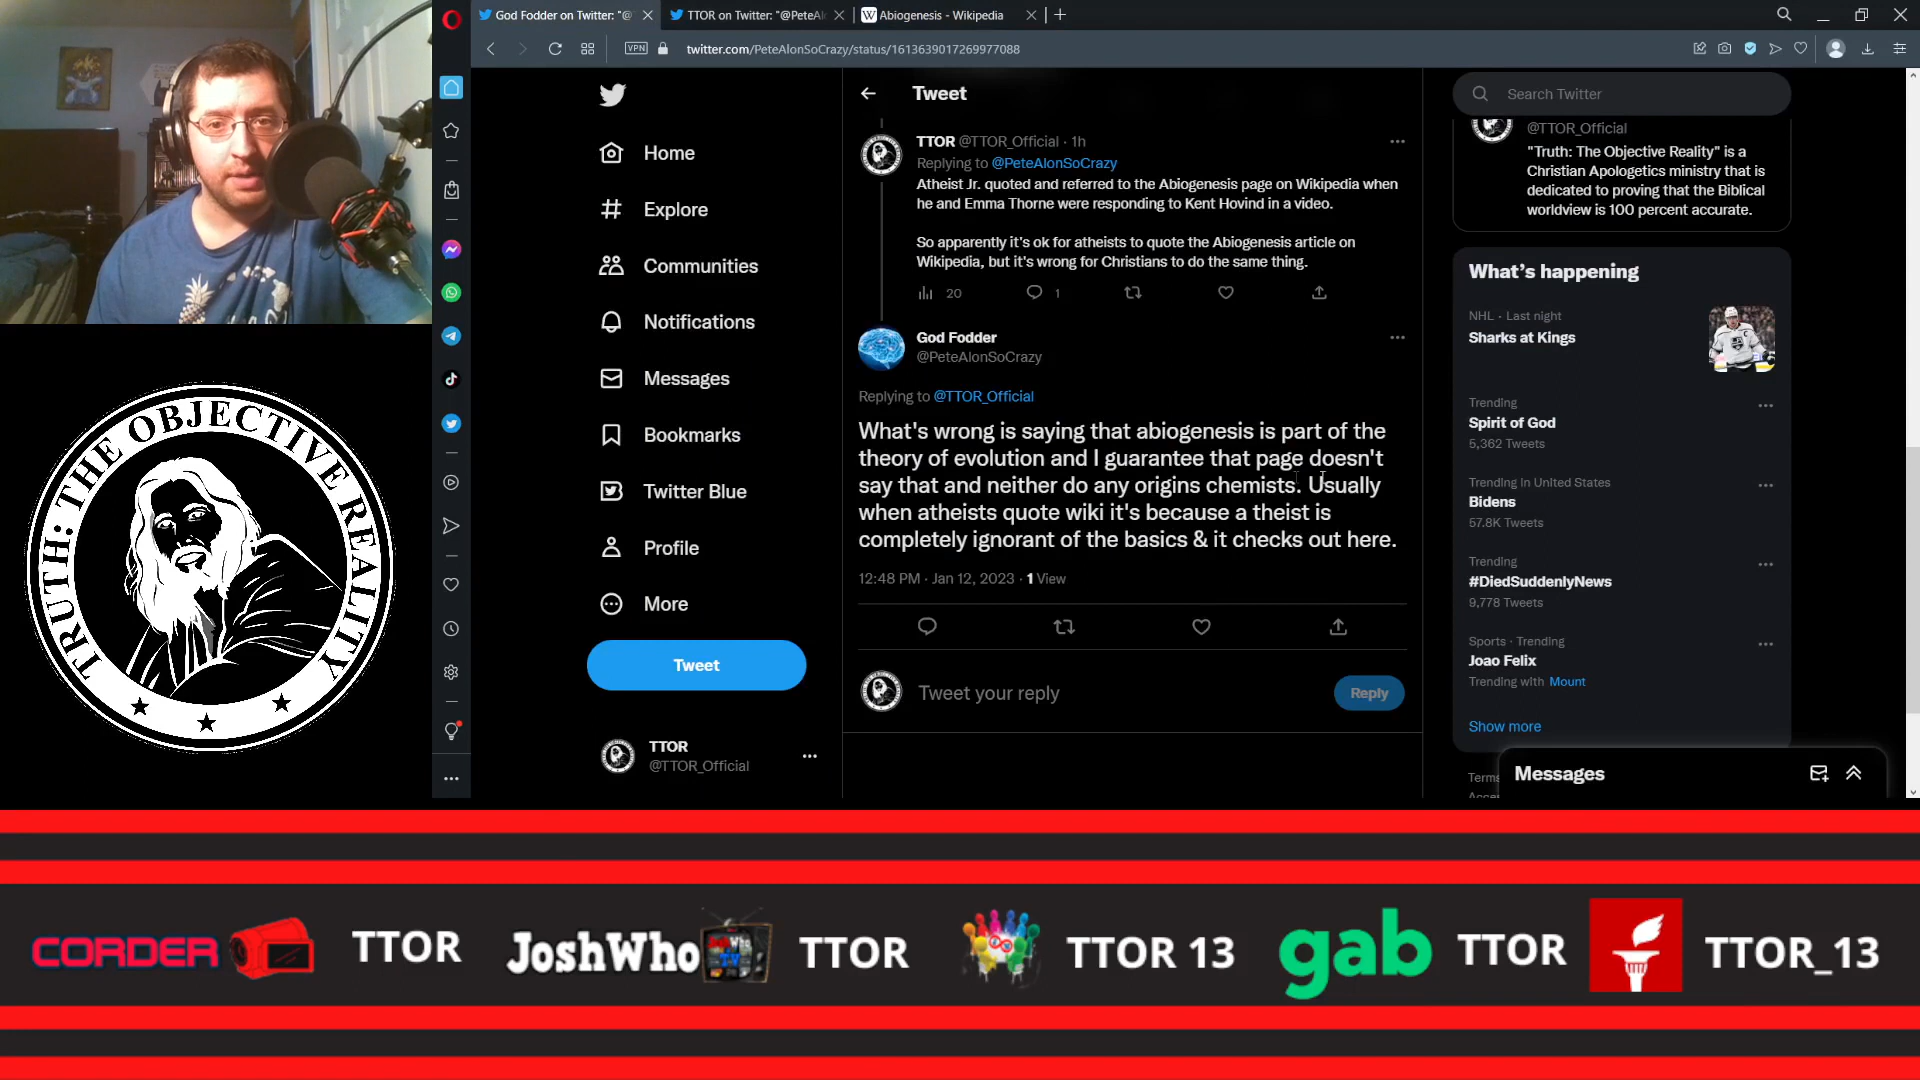 God Fodder on Twitter: "@
TTOR on Twitter: "@PeteAl
Abiogenesis - Wikipedia
VPN
twitter.com/PeteAlonSoCrazy/status/1613639017269977088
Home
Explore
Communities
Notifications
Messages
Bookmarks
Twitter Blue
Profile
More
Tweet
TTOR
@TTOR_Official
Tweet
TTOR @TTOR_Official · 1h
Replying to @PeteAlonSoCrazy
Atheist Jr. quoted and referred to the Abiogenesis page on Wikipedia when
he and Emma Thorne were responding to Kent Hovind in a video.
So apparently it's ok for atheists to quote the Abiogenesis article on
Wikipedia, but it's wrong for Christians to do the same thing.
20
1
God Fodder
@PeteAlonSoCrazy
Replying to @TTOR_Official
What's wrong is saying that abiogenesis is part of the
theory of evolution and I guarantee that page doesn't
say that and neither do any origins chemists. Usually
when atheists quote wiki it's because a theist is
completely ignorant of the basics & it checks out here.
12:48 PM · Jan 12, 2023 · 1 View
Tweet your reply
Reply
Search Twitter
@TTOR_Official
"Truth: The Objective Reality" is a
Christian Apologetics ministry that is
dedicated to proving that the Biblical
worldview is 100 percent accurate.
What's happening
NHL · Last night
Sharks at Kings
Trending
Spirit of God
5,362 Tweets
Trending in United States
Bidens
57.8K Tweets
Trending
#DiedSuddenlyNews
9,778 Tweets
Sports · Trending
Joao Felix
Trending with Mount
Show more
Terms
Messages
TRUTH: THE OBJECTIVE REALITY
CORDER
TTOR
JoshWho
TTOR
TTOR 13
gab
TTOR
TTOR_13